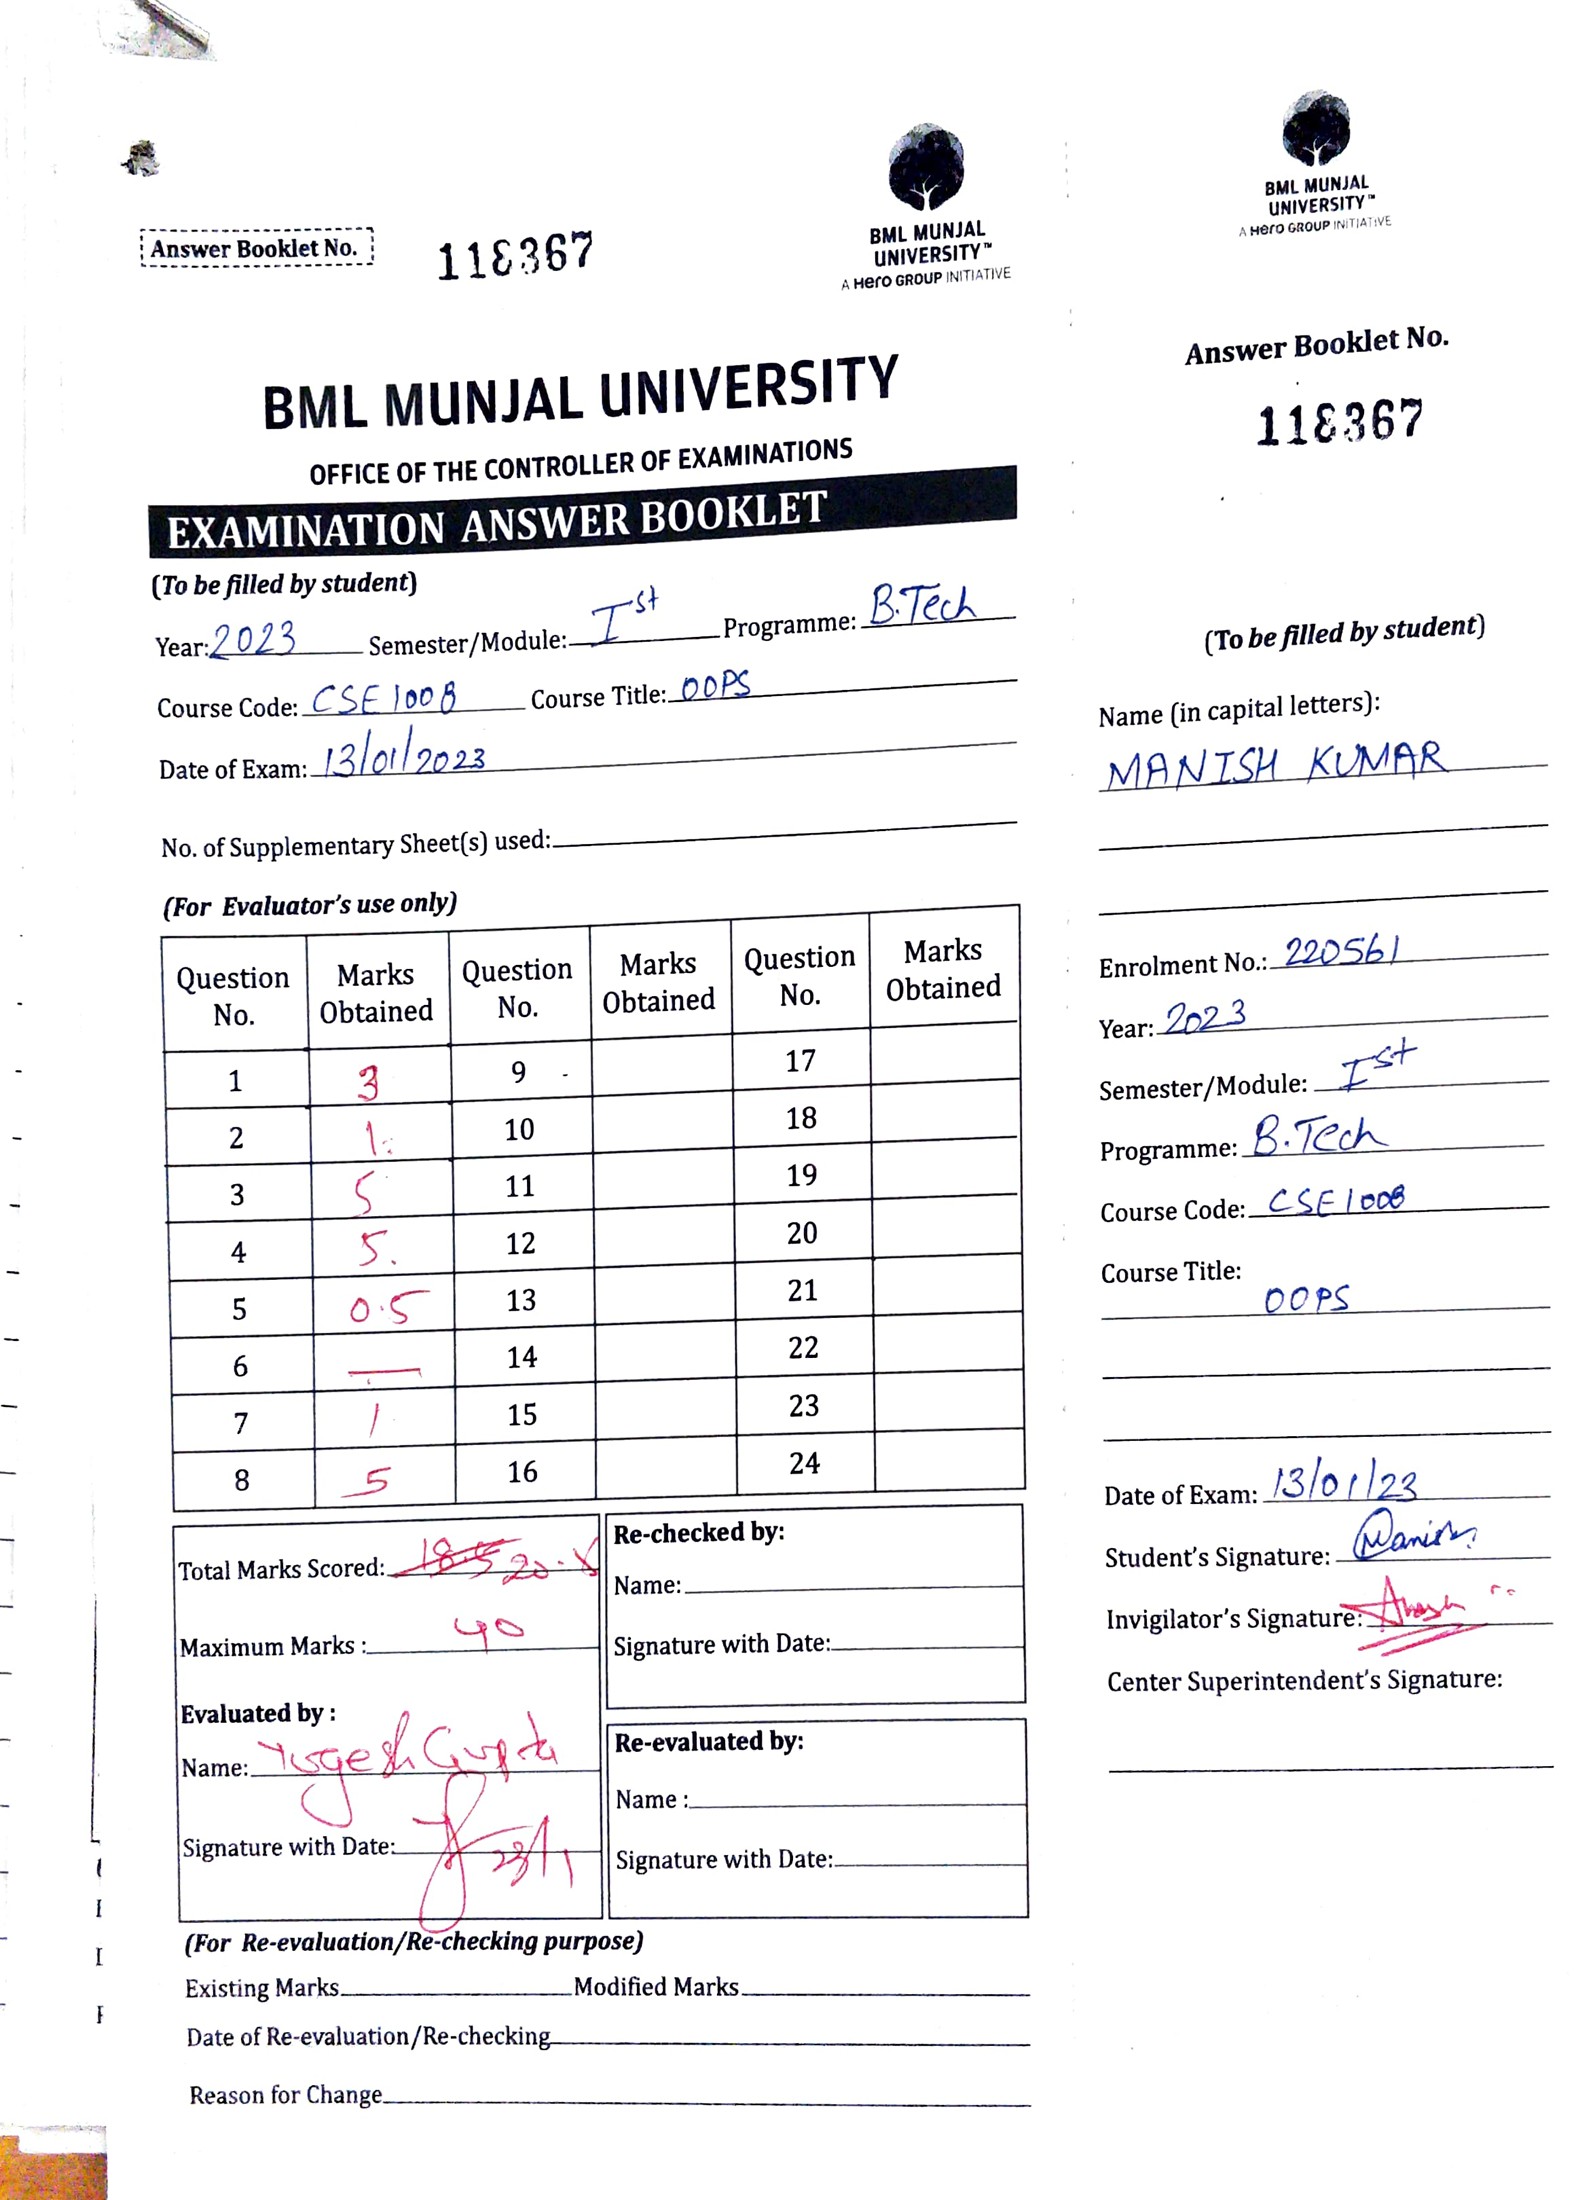 BML MUNJAL
UNIVERSITY™
A Hero GROUP INITIATIVE
Answer Booklet No.
118367
BML MUNJAL UNIVERSITY
OFFICE OF THE CONTROLLER OF EXAMINATIONS
EXAMINATION ANSWER BOOKLET
(To be filled by student)
Year: 2023 Semester/Module: Ist Programme: B.Tech
Course Code: CSE1008 Course Title: OOPS
Date of Exam: 13/01/2023
No. of Supplementary Sheet(s) used:
(For Evaluator's use only)
Question No. Marks Obtained Question No. Marks Obtained Question No. Marks Obtained
1 3 9 17
2 1 10 18
3 5 11 19
4 5. 12 20
5 0.5 13 21
6 — 14 22
7 1 15 23
8 5 16 24
Total Marks Scored: 18.5
Maximum Marks : 40
Evaluated by :
Name: Yogesh Gupta
Signature with Date: 23/1
Re-checked by:
Name:
Signature with Date:
Re-evaluated by:
Name :
Signature with Date:
(For Re-evaluation/Re-checking purpose)
Existing Marks Modified Marks
Date of Re-evaluation/Re-checking
Reason for Change
BML MUNJAL
UNIVERSITY™
A Hero GROUP INITIATIVE
Answer Booklet No.
118367
(To be filled by student)
Name (in capital letters):
MANISH KUMAR
Enrolment No.: 220561
Year: 2023
Semester/Module: Ist
Programme: B.Tech
Course Code: CSE1008
Course Title:
OOPS
Date of Exam: 13/01/23
Student's Signature: Manish
Invigilator's Signature:
Center Superintendent's Signature: